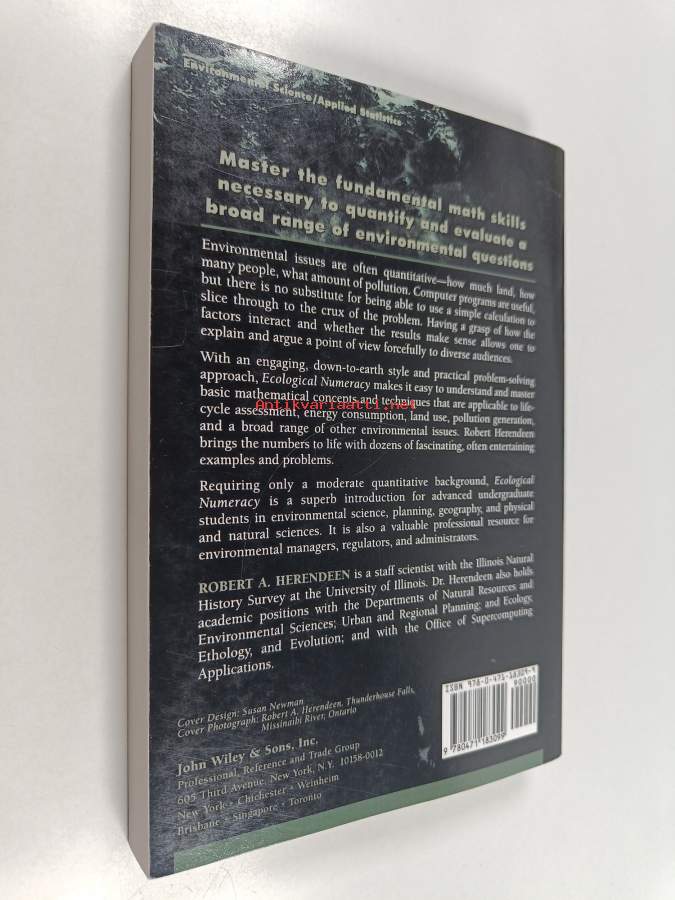 Environmental Science/Applied Statistics
Master the fundamental math skills
necessary to quantify and evaluate a
broad range of environmental questions
Environmental issues are often quantitative—how much land, how
many people, what amount of pollution. Computer programs are useful,
but there is no substitute for being able to use a simple calculation to
slice through to the crux of the problem. Having a grasp of how the
factors interact and whether the results make sense allows one to
explain and argue a point of view forcefully to diverse audiences.
With an engaging, down-to-earth style and practical problem-solving
approach, Ecological Numeracy makes it easy to understand and master
basic mathematical concepts and techniques that are applicable to life-
Antikvariaatti.net
cycle assessment, energy consumption, land use, pollution generation,
and a broad range of other environmental issues. Robert Herendeen
brings the numbers to life with dozens of fascinating, often entertaining
examples and problems.
Requiring only a moderate quantitative background, Ecological
Numeracy is a superb introduction for advanced undergraduate
students in environmental science, planning, geography, and physical
and natural sciences. It is also a valuable professional resource for
environmental managers, regulators, and administrators.
ROBERT A. HERENDEEN is a staff scientist with the Illinois Natural
History Survey at the University of Illinois. Dr. Herendeen also holds
academic positions with the Departments of Natural Resources and
Environmental Sciences; Urban and Regional Planning; and Ecology,
Ethology, and Evolution; and with the Office of Supercomputing
Applications.
Cover Design: Susan Newman
Cover Photograph: Robert A. Herendeen, Thunderhouse Falls,
Missinaibi River, Ontario
John Wiley & Sons, Inc.
Professional, Reference and Trade Group
605 Third Avenue, New York, N.Y. 10158-0012
New York • Chichester • Weinheim
Brisbane • Singapore • Toronto
ISBN 978-0-471-18309-9
90000
9 780471 183099